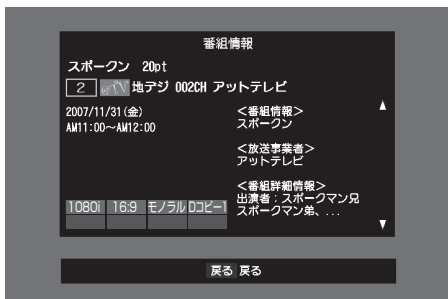 番組情報
スポークン 20pt
2 地デジ 002CH アットテレビ
2007/11/31(金)
AM11:00～AM12:00
<番組情報>
スポークン
<放送事業者>
アットテレビ
<番組詳細情報>
出演者：スポークマン兄
スポークマン弟、...
1080i 16:9 モノラル Dコピー1
戻る 戻る